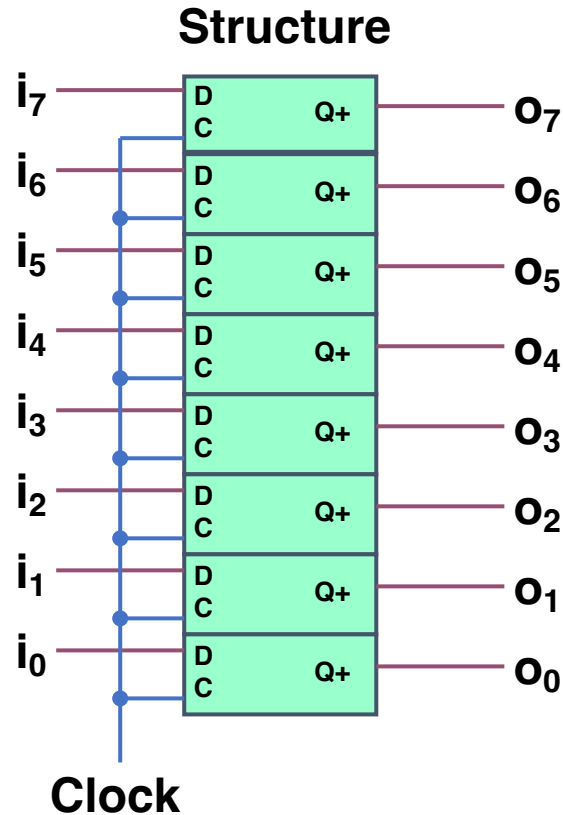 Structure
i₇ D C Q+ o₇
i₆ D C Q+ o₆
i₅ D C Q+ o₅
i₄ D C Q+ o₄
i₃ D C Q+ o₃
i₂ D C Q+ o₂
i₁ D C Q+ o₁
i₀ D C Q+ o₀
Clock